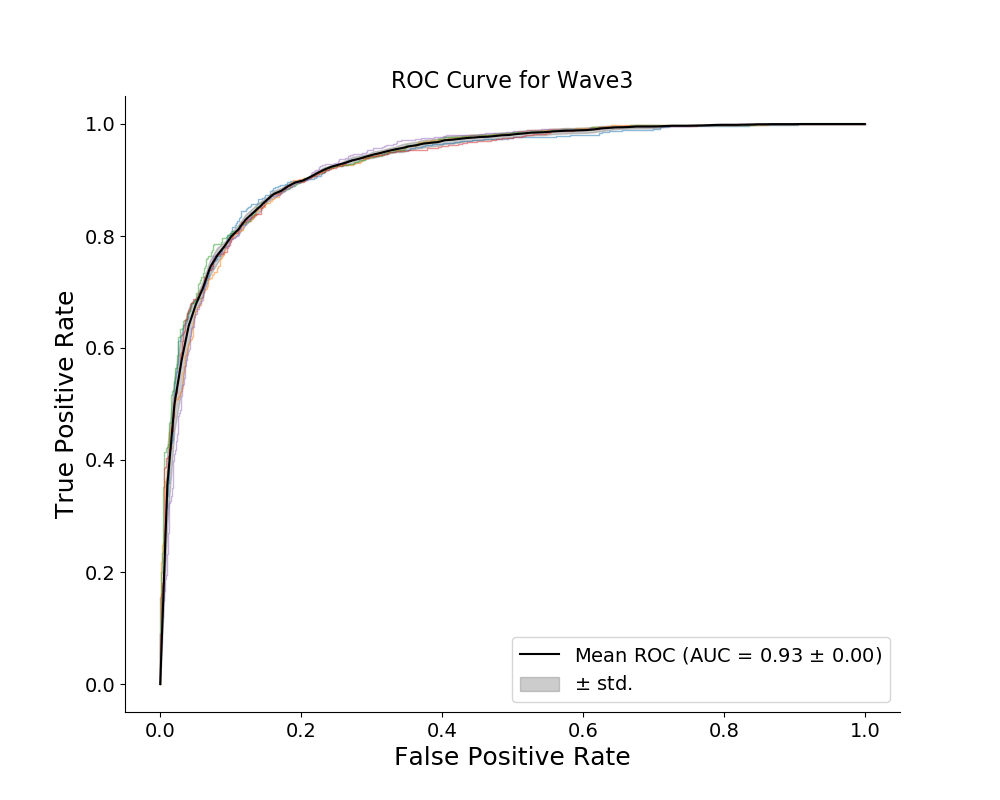 ROC Curve for Wave3
True Positive Rate
1.0
0.8
0.6
0.4
0.2
0.0
Mean ROC (AUC = 0.93 ± 0.00)
± std.
0.0 0.2 0.4 0.6 0.8 1.0
False Positive Rate